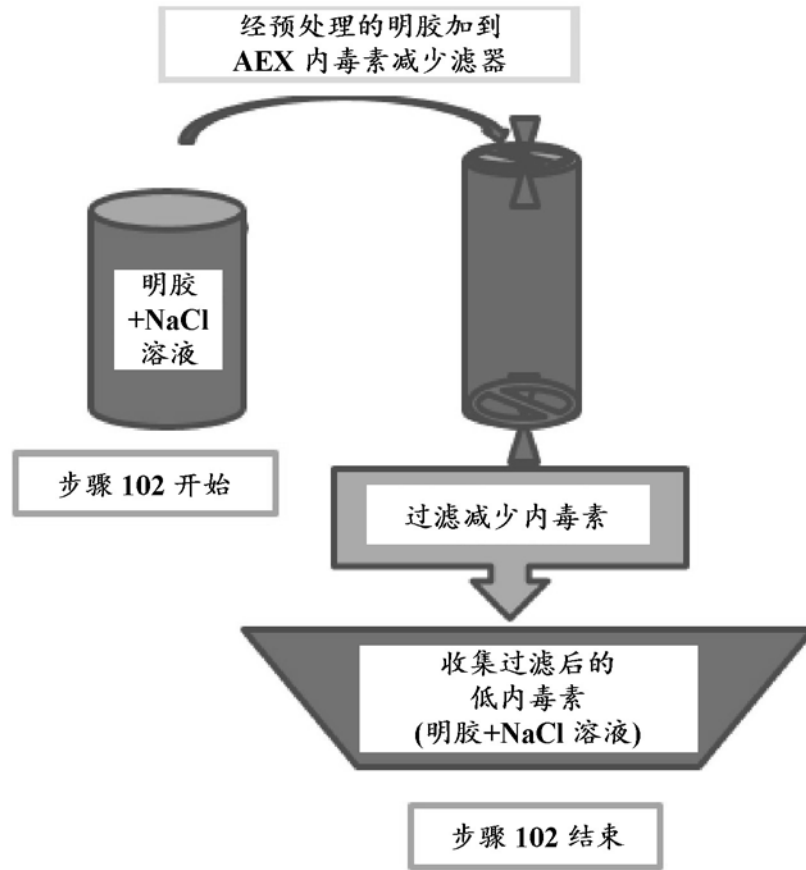 经预处理的明胶加到
AEX 内毒素减少滤器
明胶
+NaCl
溶液
步骤 102 开始
过滤减少内毒素
收集过滤后的
低内毒素
(明胶+NaCl 溶液)
步骤 102 结束